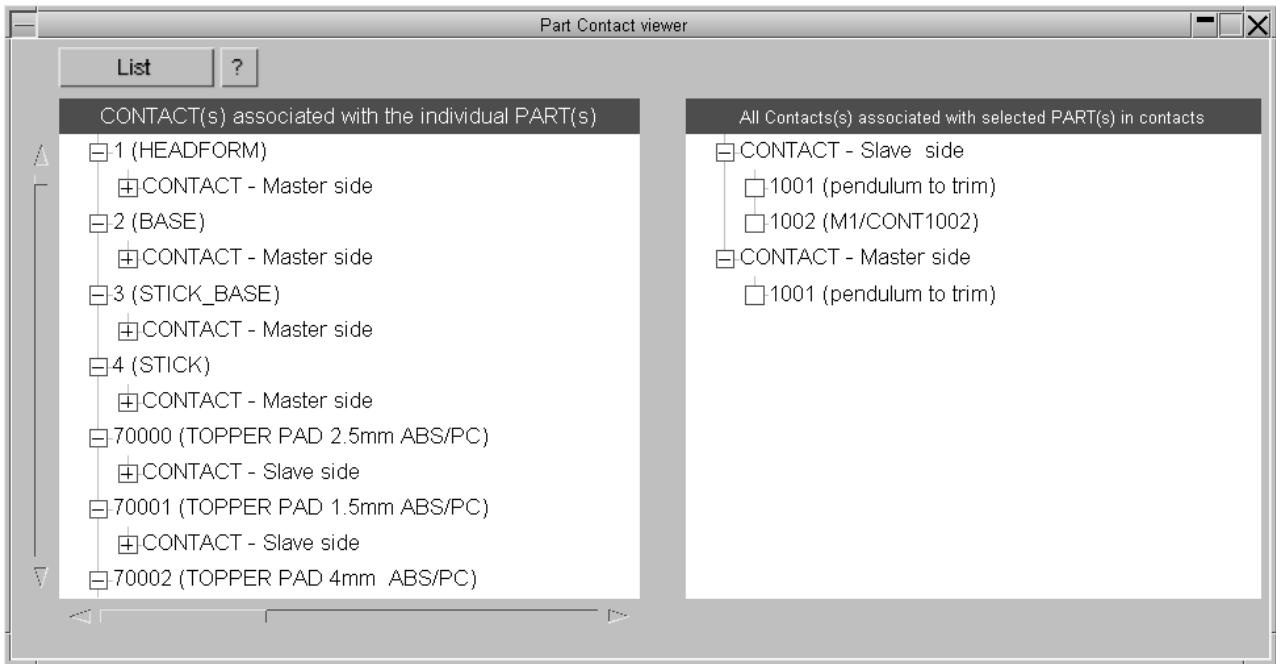 Part Contact viewer
List ?
CONTACT(s) associated with the individual PART(s)
1 (HEADFORM)
CONTACT - Master side
2 (BASE)
CONTACT - Master side
3 (STICK_BASE)
CONTACT - Master side
4 (STICK)
CONTACT - Master side
70000 (TOPPER PAD 2.5mm ABS/PC)
CONTACT - Slave side
70001 (TOPPER PAD 1.5mm ABS/PC)
CONTACT - Slave side
70002 (TOPPER PAD 4mm  ABS/PC)
All Contacts(s) associated with selected PART(s) in contacts
CONTACT - Slave  side
1001 (pendulum to trim)
1002 (M1/CONT1002)
CONTACT - Master  side
1001 (pendulum to trim)